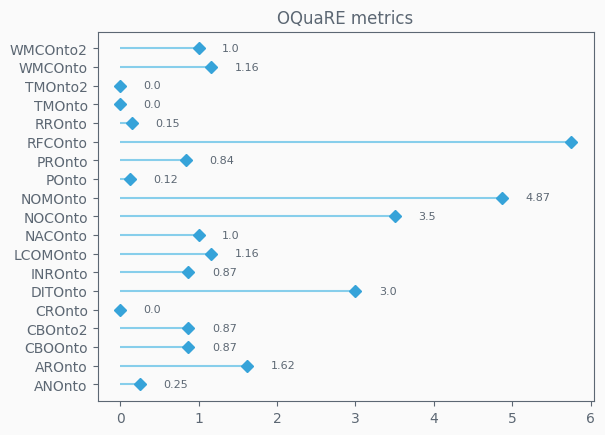 OQuaRE metrics
WMCOnto2 1.0
WMCOnto 1.16
TMOnto2 0.0
TMOnto 0.0
RROnto 0.15
RFCOnto
PROnto 0.84
POnto 0.12
NOMOnto 4.87
NOCOnto 3.5
NACOnto 1.0
LCOMOnto 1.16
INROnto 0.87
DITOnto 3.0
CROnto 0.0
CBOnto2 0.87
CBOOnto 0.87
AROnto 1.62
ANOnto 0.25
0 1 2 3 4 5 6